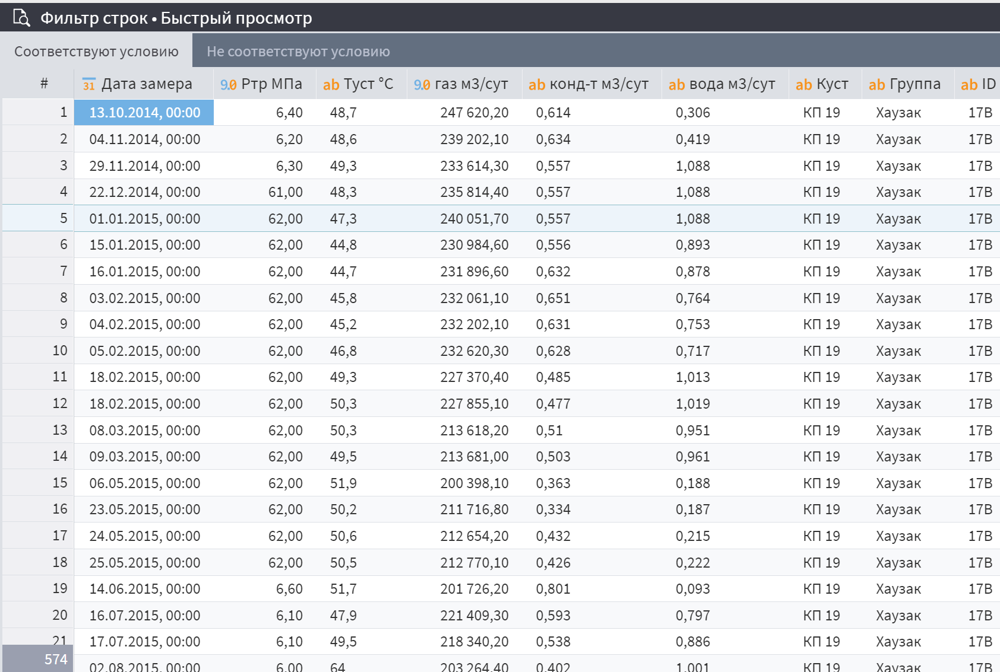 Фильтр строк • Быстрый просмотр
Соответствуют условию Не соответствуют условию
# 31 Дата замера 9.0 Ртр МПа ab Туст °C 9.0 газ м3/сут ab конд-т м3/сут ab вода м3/сут ab Куст ab Группа ab ID
1 13.10.2014, 00:00 6,40 48,7 247 620,20 0,614 0,306 КП 19 Хаузак 17В
2 04.11.2014, 00:00 6,20 48,6 239 202,10 0,634 0,419 КП 19 Хаузак 17В
3 29.11.2014, 00:00 6,30 49,3 233 614,30 0,557 1,088 КП 19 Хаузак 17В
4 22.12.2014, 00:00 61,00 48,3 235 814,40 0,557 1,088 КП 19 Хаузак 17В
5 01.01.2015, 00:00 62,00 47,3 240 051,70 0,557 1,088 КП 19 Хаузак 17В
6 15.01.2015, 00:00 62,00 44,8 230 984,60 0,556 0,893 КП 19 Хаузак 17В
7 16.01.2015, 00:00 62,00 44,7 231 896,60 0,632 0,878 КП 19 Хаузак 17В
8 03.02.2015, 00:00 62,00 45,8 232 061,10 0,651 0,764 КП 19 Хаузак 17В
9 04.02.2015, 00:00 62,00 45,2 232 202,10 0,631 0,753 КП 19 Хаузак 17В
10 05.02.2015, 00:00 62,00 46,8 232 620,30 0,628 0,717 КП 19 Хаузак 17В
11 18.02.2015, 00:00 62,00 49,3 227 370,40 0,485 1,013 КП 19 Хаузак 17В
12 18.02.2015, 00:00 62,00 50,3 227 855,10 0,477 1,019 КП 19 Хаузак 17В
13 08.03.2015, 00:00 62,00 50,3 213 618,20 0,51 0,951 КП 19 Хаузак 17В
14 09.03.2015, 00:00 62,00 49,5 213 681,00 0,503 0,961 КП 19 Хаузак 17В
15 06.05.2015, 00:00 62,00 51,9 200 398,10 0,363 0,188 КП 19 Хаузак 17В
16 23.05.2015, 00:00 62,00 50,2 211 716,80 0,334 0,187 КП 19 Хаузак 17В
17 24.05.2015, 00:00 62,00 50,6 212 654,20 0,432 0,215 КП 19 Хаузак 17В
18 25.05.2015, 00:00 62,00 50,5 212 770,10 0,426 0,222 КП 19 Хаузак 17В
19 14.06.2015, 00:00 6,60 51,7 201 726,20 0,801 0,093 КП 19 Хаузак 17В
20 16.07.2015, 00:00 6,10 47,9 221 409,30 0,593 0,797 КП 19 Хаузак 17В
21 17.07.2015, 00:00 6,10 49,5 218 340,20 0,538 0,886 КП 19 Хаузак 17В
574 02.08.2015, 00:00 6,00 64 203 264,40 0,402 1,001 КП 19 Хаузак 17В